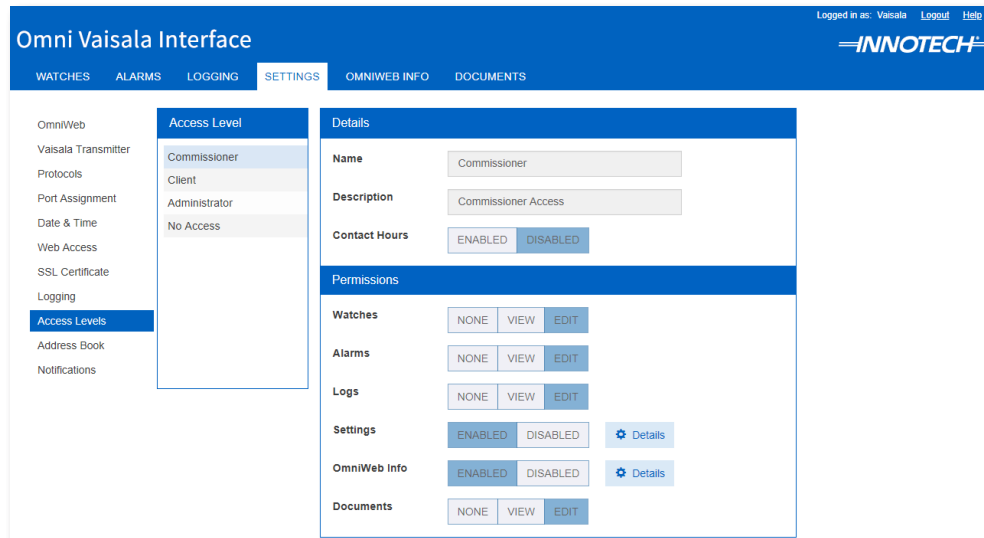 Logged in as: Vaisala Logout Help
Omni Vaisala Interface
INNOTECH
WATCHES ALARMS LOGGING SETTINGS OMNIWEB INFO DOCUMENTS
OmniWeb
Vaisala Transmitter
Protocols
Port Assignment
Date & Time
Web Access
SSL Certificate
Logging
Access Levels
Address Book
Notifications
Access Level
Commissioner
Client
Administrator
No Access
Details
Name Commissioner
Description Commissioner Access
Contact Hours ENABLED DISABLED
Permissions
Watches NONE VIEW EDIT
Alarms NONE VIEW EDIT
Logs NONE VIEW EDIT
Settings ENABLED DISABLED Details
OmniWeb Info ENABLED DISABLED Details
Documents NONE VIEW EDIT